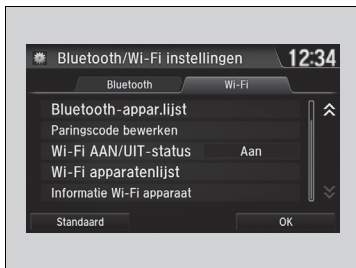 Bluetooth/Wi-Fi instellingen 12:34
Bluetooth Wi-Fi
Bluetooth-appar.lijst
Paringscode bewerken
Wi-Fi AAN/UIT-status Aan
Wi-Fi apparatenlijst
Informatie Wi-Fi apparaat
Standaard OK